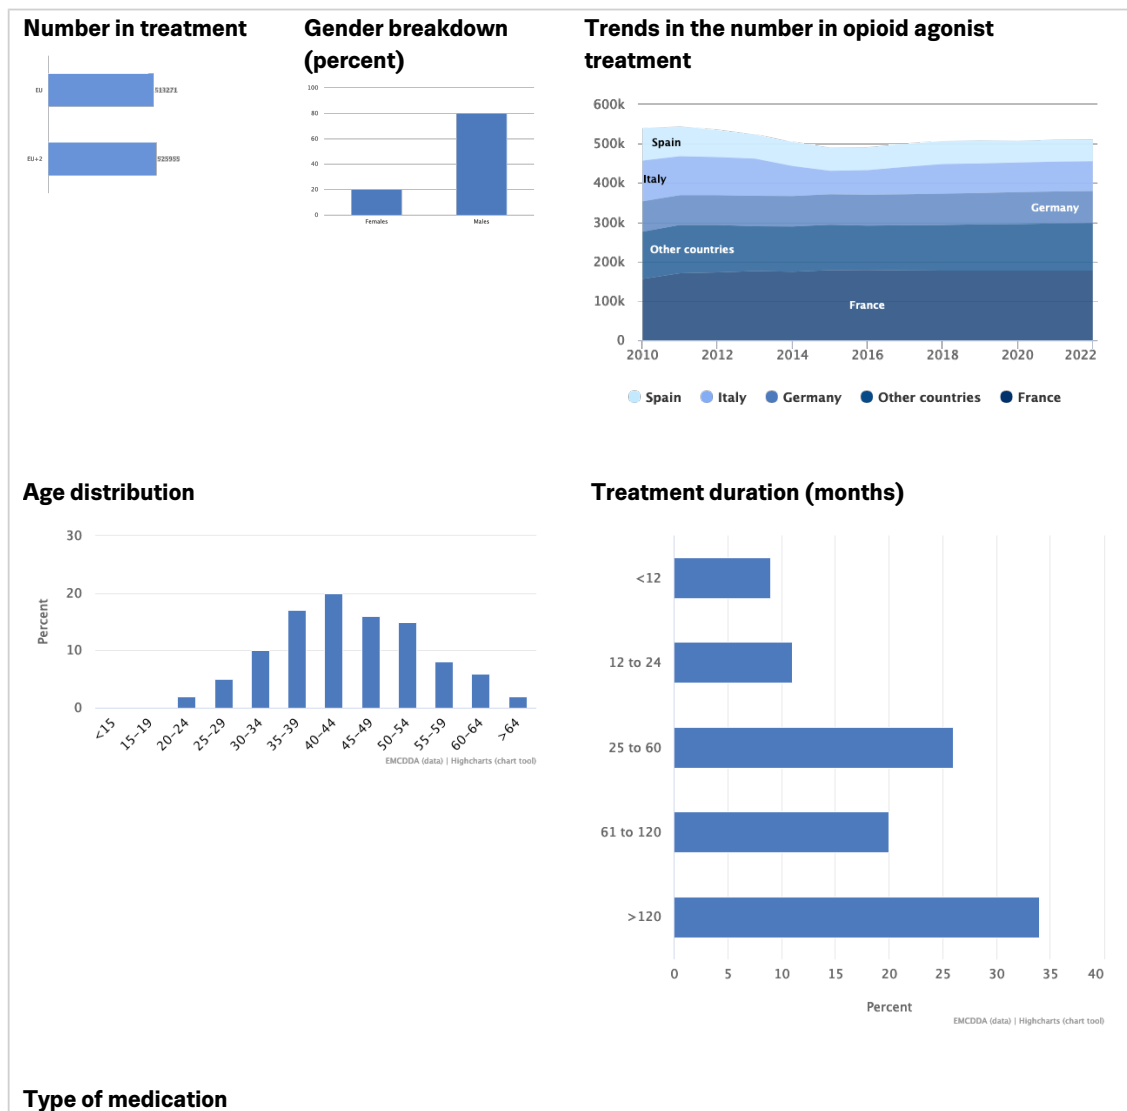 Number in treatment
EU
513271
EU+2
525955
Gender breakdown
(percent)
100
80
60
40
20
0
Females
Males
Trends in the number in opioid agonist
treatment
600k
500k
400k
300k
200k
100k
0
Spain
Italy
Germany
Other countries
France
2010
2012
2014
2016
2018
2020
2022
Spain
Italy
Germany
Other countries
France
Age distribution
Percent
30
20
10
0
<15
15–19
20–24
25–29
30–34
35–39
40–44
45–49
50–54
55–59
60–64
>64
EMCDDA (data) | Highcharts (chart tool)
Treatment duration (months)
<12
12 to 24
25 to 60
61 to 120
>120
0
5
10
15
20
25
30
35
40
Percent
EMCDDA (data) | Highcharts (chart tool)
Type of medication